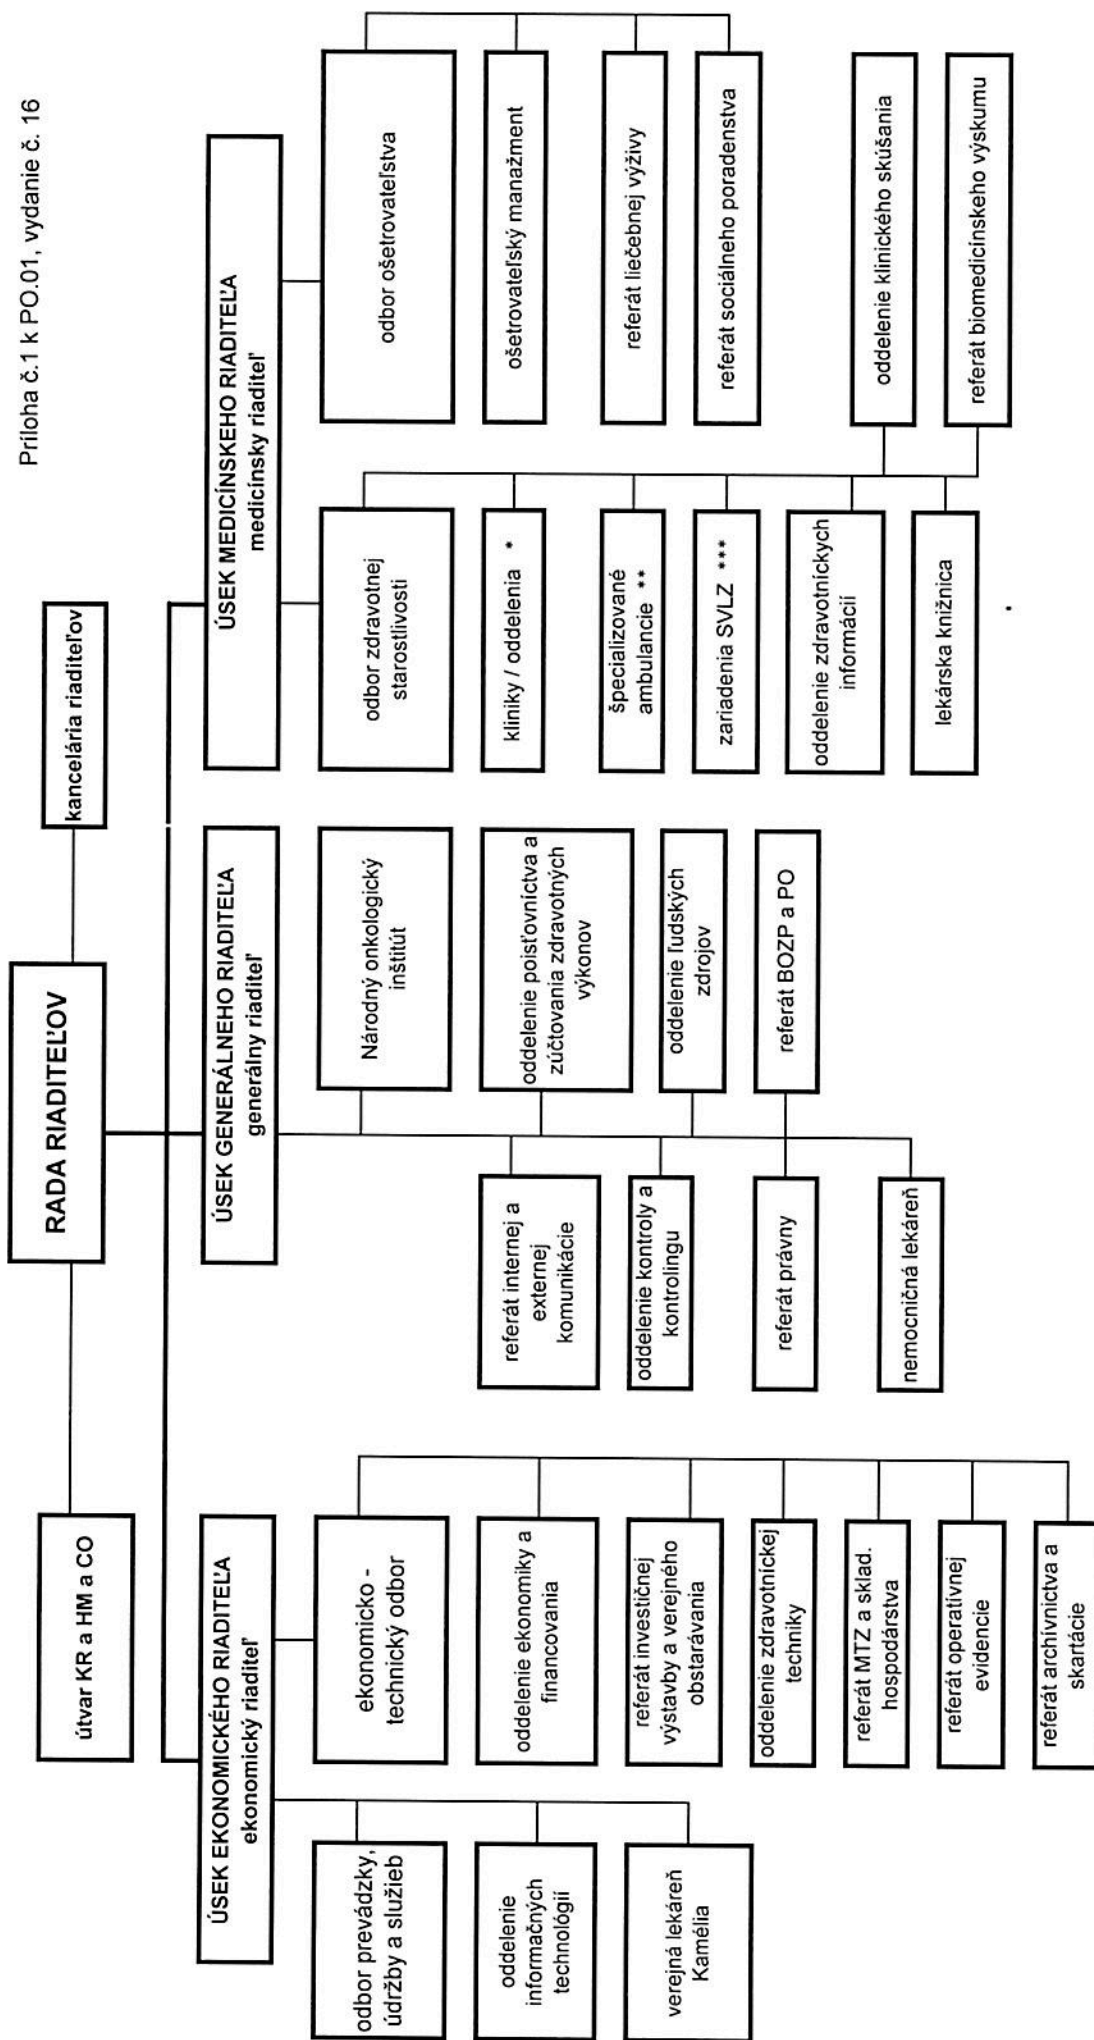 Príloha č.1 k PO.01, vydanie č. 16
RADA RIADITEĽOV
útvar KR a HM a CO
kancelária riaditeľov
ÚSEK EKONOMICKÉHO RIADITEĽA
ekonomický riaditeľ
odbor prevádzky,
údržby a služieb
oddelenie
informačných
technológií
verejná lekáreň
Kamélia
ekonomicko -
technický odbor
oddelenie ekonomiky a
financovania
referát investičnej
výstavby a verejného
obstarávania
oddelenie zdravotníckej
techniky
referát MTZ a sklad.
hospodárstva
referát operatívnej
evidencie
referát archivnictva a
skartácie
ÚSEK GENERÁLNEHO RIADITEĽA
generálny riaditeľ
Národný onkologický
inštitút
referát internej a
externej
komunikácie
oddelenie poisťovníctva a
zúčtovania zdravotných
výkonov
oddelenie kontroly a
kontrolingu
oddelenie ľudských
zdrojov
referát právny
referát BOZP a PO
nemocničná lekáreň
ÚSEK MEDICÍNSKEHO RIADITEĽA
medicínsky riaditeľ
odbor zdravotnej
starostlivosti
kliniky / oddelenia *
špecializované
ambulancie **
zariadenia SVLZ ***
oddelenie zdravotníckych
informácií
lekárska knižnica
odbor ošetrovateľstva
ošetrovateľský manažment
referát liečebnej výživy
referát sociálneho poradenstva
oddelenie klinického skúšania
referát biomedicínskeho výskumu